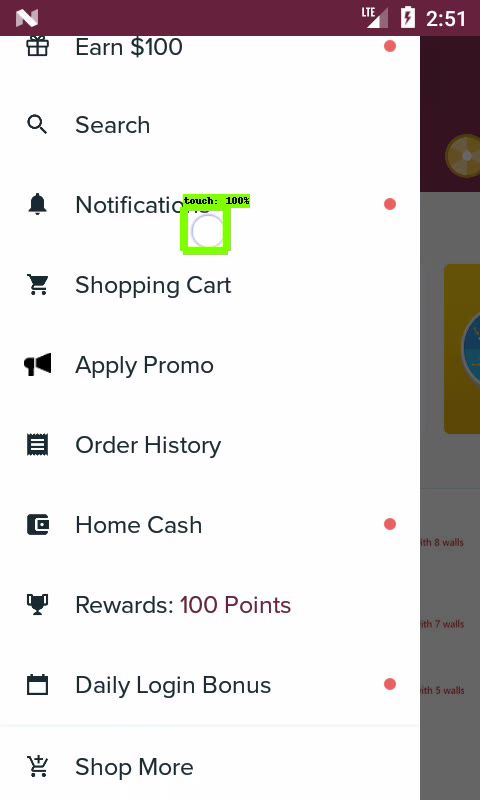 LTE 2:51
Earn $100
Search
touch: 100%
Notifications
Shopping Cart
Apply Promo
Order History
ith 8 walls
Home Cash
Rewards: 100 Points
ith 7 walls
Daily Login Bonus
with 5 walls
Shop More